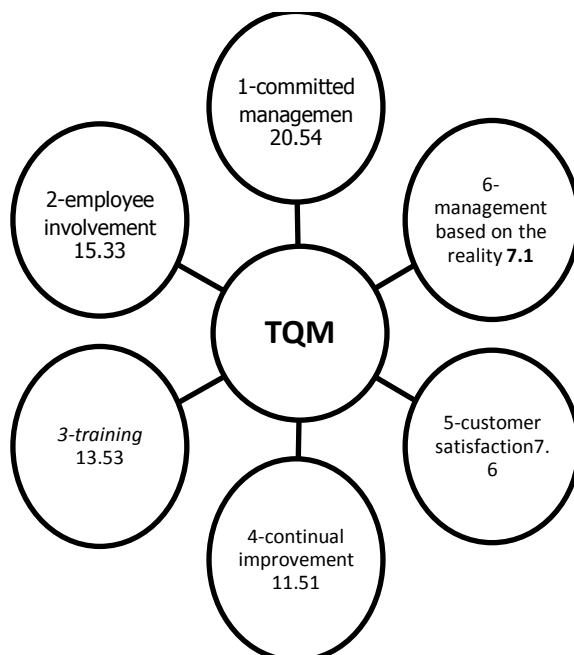 1-committed
managemen
20.54
2-employee
involvement
15.33
6-
management
based on the
reality 7.1
TQM
3-training
13.53
5-customer
satisfaction7.
6
4-continual
improvement
11.51